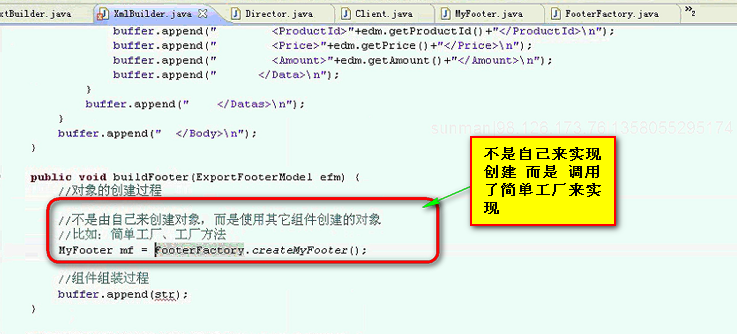 xtBuilder.java XmlBuilder.java Director.java Client.java MyFooter.java FooterFactory.java »2
buffer.append("        <ProductId>"+edm.getProductId()+"</ProductId>\n");
buffer.append("        <Price>"+edm.getPrice()+"</Price>\n");
buffer.append("        <Amount>"+edm.getAmount()+"</Amount>\n");
buffer.append("      </Data>\n");
}
buffer.append("    </Datas>\n");
}
buffer.append("  </Body>\n");
}
public void buildFooter(ExportFooterModel efm) {
//对象的创建过程
//不是由自己来创建对象，而是使用其它组件创建的对象
//比如：简单工厂、工厂方法
MyFooter mf = FooterFactory.createMyFooter();
//组件组装过程
buffer.append(str);
}
不是自己来实现
创建 而是 调用
了简单工厂来实
现